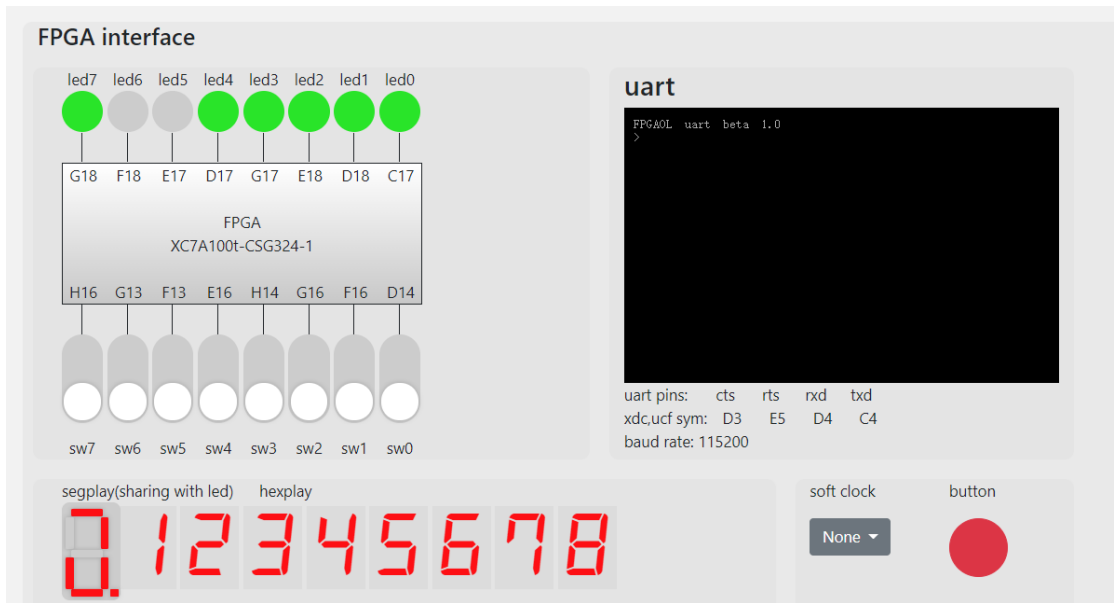 FPGA interface
led7 led6 led5 led4 led3 led2 led1 led0
G18 F18 E17 D17 G17 E18 D18 C17
FPGA
XC7A100t-CSG324-1
H16 G13 F13 E16 H14 G16 F16 D14
sw7 sw6 sw5 sw4 sw3 sw2 sw1 sw0
uart
FPGAOL uart beta 1.0
>
uart pins: cts rts rxd txd
xdc,ucf sym: D3 E5 D4 C4
baud rate: 115200
segplay(sharing with led) hexplay
12345678
soft clock button
None